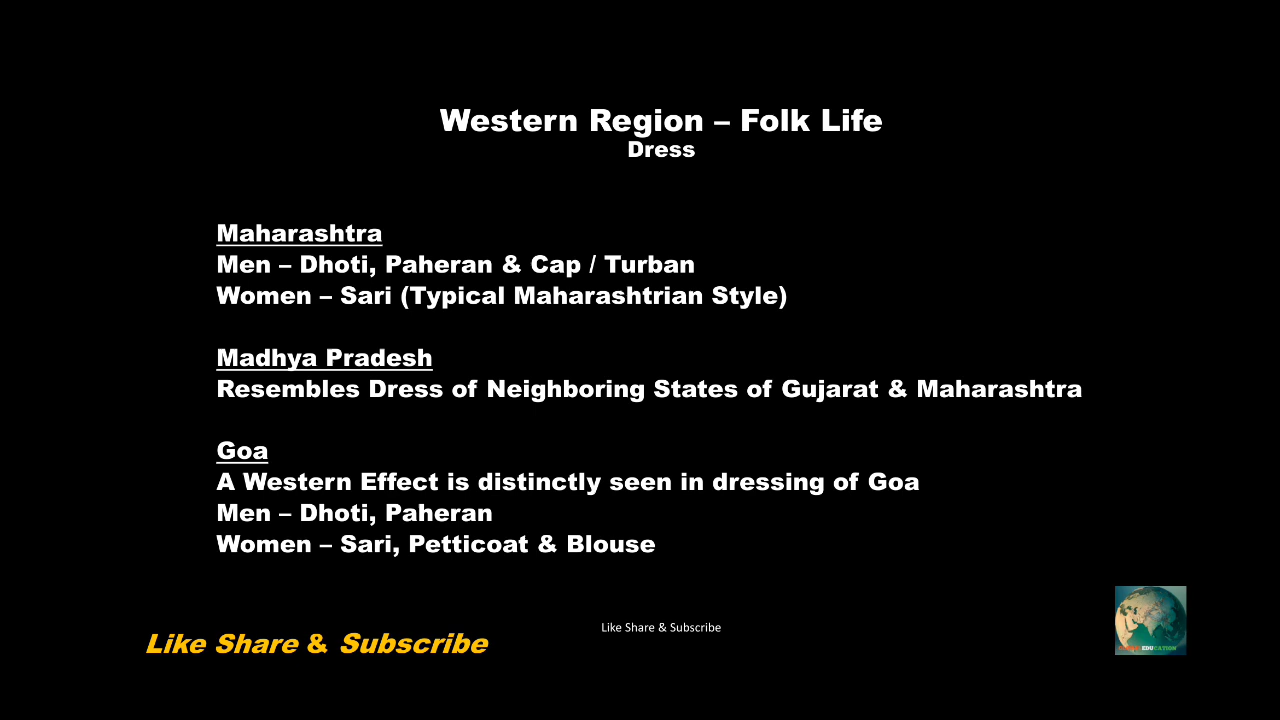 Western Region – Folk Life
Dress
Maharashtra
Men – Dhoti, Paheran & Cap / Turban
Women – Sari (Typical Maharashtrian Style)
Madhya Pradesh
Resembles Dress of Neighboring States of Gujarat & Maharashtra
Goa
A Western Effect is distinctly seen in dressing of Goa
Men – Dhoti, Paheran
Women – Sari, Petticoat & Blouse
Like Share & Subscribe
Like Share & Subscribe
EDUCATION